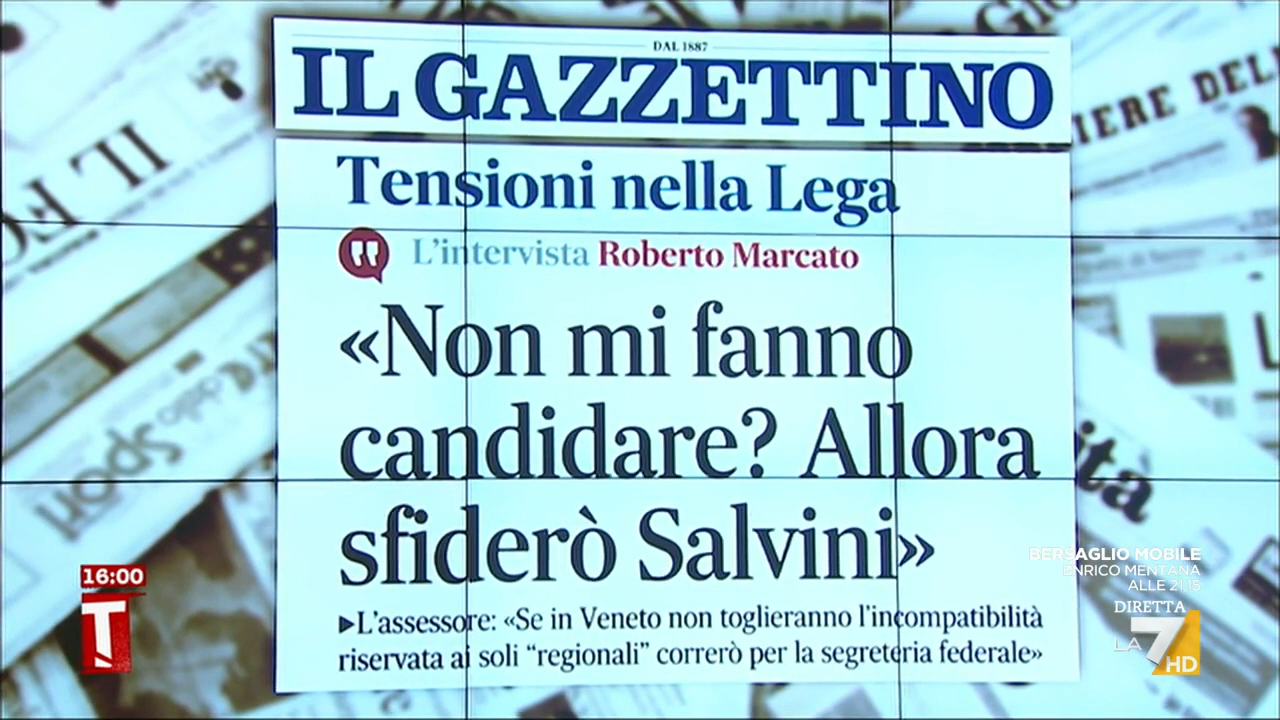 DAL 1887
IL GAZZETTINO
Tensioni nella Lega
L'intervista Roberto Marcato
«Non mi fanno
candidare? Allora
sfiderò Salvini»
►L'assessore: «Se in Veneto non toglieranno l'incompatibilità
riservata ai soli “regionali” correrò per la segreteria federale»
IERE DEL
16:00
T
BERSAGLIO MOBILE
ENRICO MENTANA
ALLE 21.15
DIRETTA
LA 7 HD